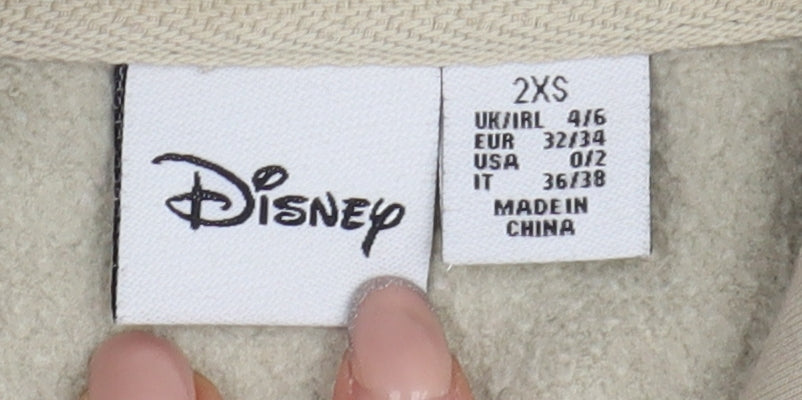 Disney
2XS
UK/IRL 4/6
EUR 32/34
USA 0/2
IT 36/38
MADE IN
CHINA